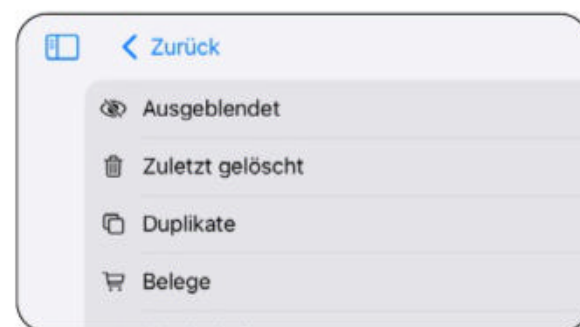 Zurück
Ausgeblendet
Zuletzt gelöscht
Duplikate
Belege